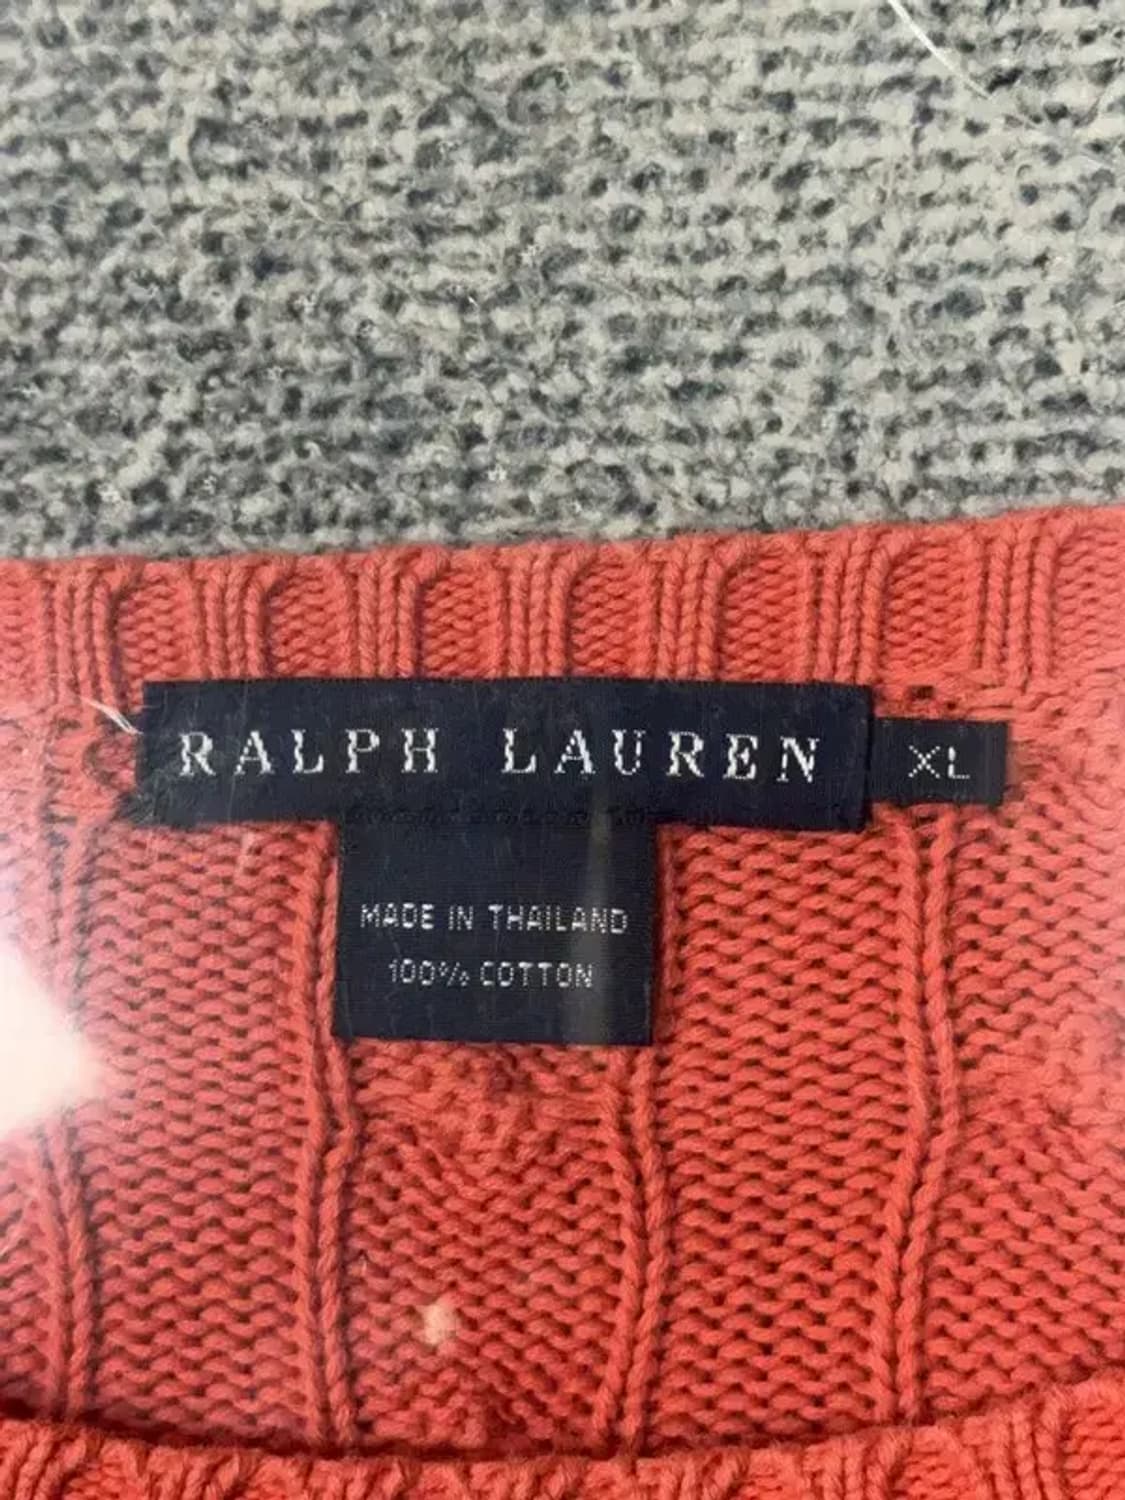 RALPH LAUREN
XL
MADE IN THAILAND
100% COTTON